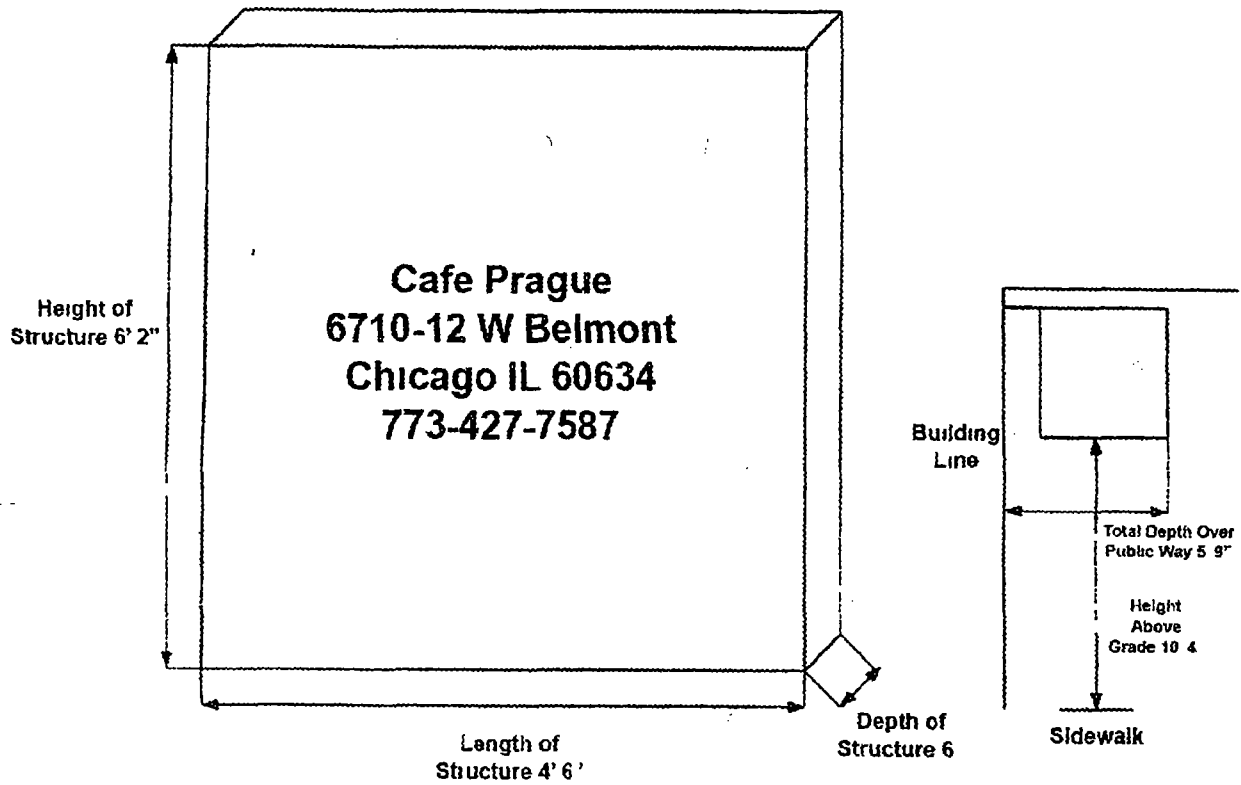 Cafe Prague
6710-12 W Belmont
Chicago IL 60634
773-427-7587
Height of
Structure 6' 2"
Length of
Structure 4' 6'
Depth of
Structure 6
Building
Line
Total Depth Over
Public Way 5 9"
Height
Above
Grade 10 4
Sidewalk